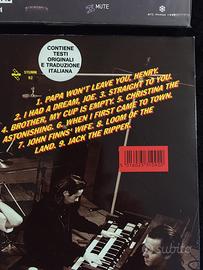 MUTE
CONTIENE
TESTI
ORIGINALI
E TRADUZIONE
ITALIANA
1. PAPA WON'T LEAVE YOU, HENRY.
2. I HAD A DREAM, JOE. 3. STRAIGHT TO YOU.
4. BROTHER, MY CUP IS EMPTY. 5. CHRISTINA THE
ASTONISHING. 6. WHEN I FIRST CAME TO TOWN.
7. JOHN FINNS' WIFE. 8. LOOM OF THE
LAND. 9. JACK THE RIPPER.
subito